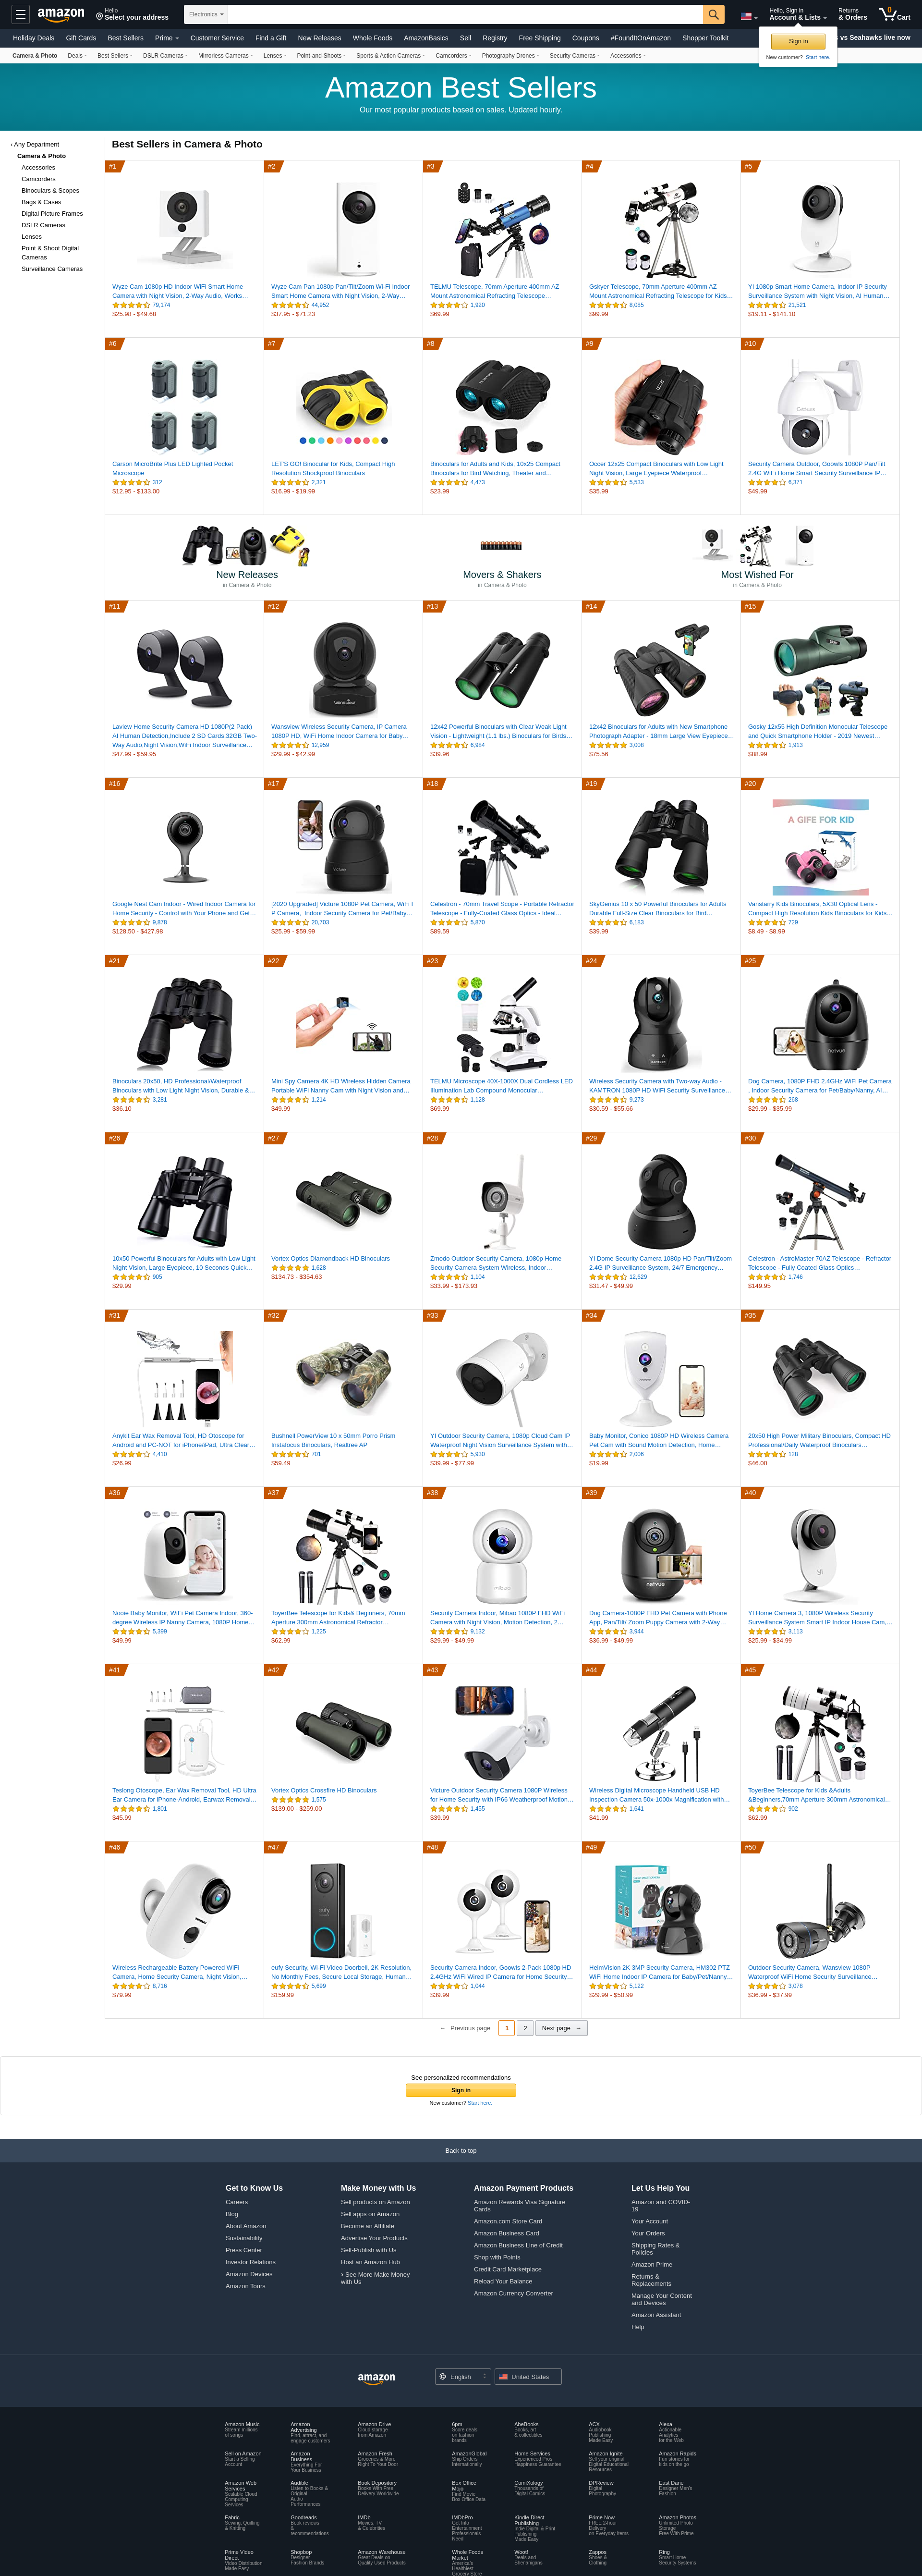 Hello
Select your address
Electronics
Hello, Sign in
Account & Lists
Returns
& Orders
0
Cart
Holiday Deals Gift Cards Best Sellers Prime Customer Service Find a Gift New Releases Whole Foods AmazonBasics Sell Registry Free Shipping Coupons #FoundItOnAmazon Shopper Toolkit
vs Seahawks live now
Sign in
New customer? Start here.
Camera & Photo Deals Best Sellers DSLR Cameras Mirrorless Cameras Lenses Point-and-Shoots Sports & Action Cameras Camcorders Photography Drones Security Cameras Accessories
Amazon Best Sellers
Our most popular products based on sales. Updated hourly.
‹ Any Department
Camera & Photo
Accessories
Camcorders
Binoculars & Scopes
Bags & Cases
Digital Picture Frames
DSLR Cameras
Lenses
Point & Shoot Digital
Cameras
Surveillance Cameras
Best Sellers in Camera & Photo
#1
Wyze Cam 1080p HD Indoor WiFi Smart Home
Camera with Night Vision, 2-Way Audio, Works…
79,174
$25.98 - $49.68
#2
Wyze Cam Pan 1080p Pan/Tilt/Zoom Wi-Fi Indoor
Smart Home Camera with Night Vision, 2-Way…
44,952
$37.95 - $71.23
#3
TELMU Telescope, 70mm Aperture 400mm AZ
Mount Astronomical Refracting Telescope…
1,920
$69.99
#4
Gskyer Telescope, 70mm Aperture 400mm AZ
Mount Astronomical Refracting Telescope for Kids…
8,085
$99.99
#5
YI 1080p Smart Home Camera, Indoor IP Security
Surveillance System with Night Vision, AI Human…
21,521
$19.11 - $141.10
#6
Carson MicroBrite Plus LED Lighted Pocket
Microscope
312
$12.95 - $133.00
#7
LET'S GO! Binocular for Kids, Compact High
Resolution Shockproof Binoculars
2,321
$16.99 - $19.99
#8
Binoculars for Adults and Kids, 10x25 Compact
Binoculars for Bird Watching, Theater and…
4,473
$23.99
#9
Occer 12x25 Compact Binoculars with Low Light
Night Vision, Large Eyepiece Waterproof…
5,533
$35.99
#10
Security Camera Outdoor, Goowls 1080P Pan/Tilt
2.4G WiFi Home Smart Security Surveillance IP…
6,371
$49.99
New Releases
in Camera & Photo
Movers & Shakers
in Camera & Photo
Most Wished For
in Camera & Photo
#11
Laview Home Security Camera HD 1080P(2 Pack)
AI Human Detection,Include 2 SD Cards,32GB Two-
Way Audio,Night Vision,WiFi Indoor Surveillance…
$47.99 - $59.95
#12
Wansview Wireless Security Camera, IP Camera
1080P HD, WiFi Home Indoor Camera for Baby…
12,959
$29.99 - $42.99
#13
12x42 Powerful Binoculars with Clear Weak Light
Vision - Lightweight (1.1 lbs.) Binoculars for Birds…
6,984
$39.96
#14
12x42 Binoculars for Adults with New Smartphone
Photograph Adapter - 18mm Large View Eyepiece…
3,008
$75.56
#15
Gosky 12x55 High Definition Monocular Telescope
and Quick Smartphone Holder - 2019 Newest…
1,913
$88.99
#16
Google Nest Cam Indoor - Wired Indoor Camera for
Home Security - Control with Your Phone and Get…
9,878
$128.50 - $427.98
#17
[2020 Upgraded] Victure 1080P Pet Camera, WiFi I
P Camera, Indoor Security Camera for Pet/Baby…
20,703
$25.99 - $59.99
#18
Celestron - 70mm Travel Scope - Portable Refractor
Telescope - Fully-Coated Glass Optics - Ideal…
5,870
$89.59
#19
SkyGenius 10 x 50 Powerful Binoculars for Adults
Durable Full-Size Clear Binoculars for Bird…
6,183
$39.99
#20
A GIFE FOR KID
Vanstarry Kids Binoculars, 5X30 Optical Lens -
Compact High Resolution Kids Binoculars for Kids…
729
$8.49 - $8.99
#21
Binoculars 20x50, HD Professional/Waterproof
Binoculars with Low Light Night Vision, Durable &…
3,281
$36.10
#22
Mini Spy Camera 4K HD Wireless Hidden Camera
Portable WiFi Nanny Cam with Night Vision and…
1,214
$49.99
#23
TELMU Microscope 40X-1000X Dual Cordless LED
Illumination Lab Compound Monocular…
1,128
$69.99
#24
Wireless Security Camera with Two-way Audio -
KAMTRON 1080P HD WiFi Security Surveillance…
9,273
$30.59 - $55.66
#25
Dog Camera, 1080P FHD 2.4GHz WiFi Pet Camera
, Indoor Security Camera for Pet/Baby/Nanny, AI…
268
$29.99 - $35.99
#26
10x50 Powerful Binoculars for Adults with Low Light
Night Vision, Large Eyepiece, 10 Seconds Quick…
905
$29.99
#27
Vortex Optics Diamondback HD Binoculars
1,628
$134.73 - $354.63
#28
Zmodo Outdoor Security Camera, 1080p Home
Security Camera System Wireless, Indoor…
1,104
$33.99 - $173.93
#29
YI Dome Security Camera 1080p HD Pan/Tilt/Zoom
2.4G IP Surveillance System, 24/7 Emergency…
12,629
$31.47 - $49.99
#30
Celestron - AstroMaster 70AZ Telescope - Refractor
Telescope - Fully Coated Glass Optics…
1,746
$149.95
#31
Anykit Ear Wax Removal Tool, HD Otoscope for
Android and PC-NOT for iPhone/iPad, Ultra Clear…
4,410
$26.99
#32
Bushnell PowerView 10 x 50mm Porro Prism
Instafocus Binoculars, Realtree AP
701
$59.49
#33
YI Outdoor Security Camera, 1080p Cloud Cam IP
Waterproof Night Vision Surveillance System with…
5,930
$39.99 - $77.99
#34
Baby Monitor, Conico 1080P HD Wireless Camera
Pet Cam with Sound Motion Detection, Home…
2,006
$19.99
#35
20x50 High Power Military Binoculars, Compact HD
Professional/Daily Waterproof Binoculars…
128
$46.00
#36
Nooie Baby Monitor, WiFi Pet Camera Indoor, 360-
degree Wireless IP Nanny Camera, 1080P Home…
5,399
$49.99
#37
ToyerBee Telescope for Kids& Beginners, 70mm
Aperture 300mm Astronomical Refractor…
1,225
$62.99
#38
Security Camera Indoor, Mibao 1080P FHD WiFi
Camera with Night Vision, Motion Detection, 2…
9,132
$29.99 - $49.99
#39
Dog Camera-1080P FHD Pet Camera with Phone
App, Pan/Tilt/ Zoom Puppy Camera with 2-Way…
3,944
$36.99 - $49.99
#40
YI Home Camera 3, 1080P Wireless Security
Surveillance System Smart IP Indoor House Cam,…
3,113
$25.99 - $34.99
#41
Teslong Otoscope, Ear Wax Removal Tool, HD Ultra
Ear Camera for iPhone-Android, Earwax Removal…
1,801
$45.99
#42
Vortex Optics Crossfire HD Binoculars
1,575
$139.00 - $259.00
#43
Victure Outdoor Security Camera 1080P Wireless
for Home Security with IP66 Weatherproof Motion…
1,455
$39.99
#44
Wireless Digital Microscope Handheld USB HD
Inspection Camera 50x-1000x Magnification with…
1,641
$41.99
#45
ToyerBee Telescope for Kids &Adults
&Beginners,70mm Aperture 300mm Astronomical…
902
$62.99
#46
Wireless Rechargeable Battery Powered WiFi
Camera, Home Security Camera, Night Vision,…
8,716
$79.99
#47
eufy Security, Wi-Fi Video Doorbell, 2K Resolution,
No Monthly Fees, Secure Local Storage, Human…
5,699
$159.99
#48
Security Camera Indoor, Goowls 2-Pack 1080p HD
2.4GHz WiFi Wired IP Camera for Home Security…
1,044
$39.99
#49
HeimVision 2K 3MP Security Camera, HM302 PTZ
WiFi Home Indoor IP Camera for Baby/Pet/Nanny…
5,122
$29.99 - $50.99
#50
Outdoor Security Camera, Wansview 1080P
Waterproof WiFi Home Security Surveillance…
3,078
$36.99 - $37.99
← Previous page 1 2 Next page →
See personalized recommendations
Sign in
New customer? Start here.
Back to top
Get to Know Us
Careers
Blog
About Amazon
Sustainability
Press Center
Investor Relations
Amazon Devices
Amazon Tours
Make Money with Us
Sell products on Amazon
Sell apps on Amazon
Become an Affiliate
Advertise Your Products
Self-Publish with Us
Host an Amazon Hub
› See More Make Money
with Us
Amazon Payment Products
Amazon Rewards Visa Signature
Cards
Amazon.com Store Card
Amazon Business Card
Amazon Business Line of Credit
Shop with Points
Credit Card Marketplace
Reload Your Balance
Amazon Currency Converter
Let Us Help You
Amazon and COVID-
19
Your Account
Your Orders
Shipping Rates &
Policies
Amazon Prime
Returns &
Replacements
Manage Your Content
and Devices
Amazon Assistant
Help
amazon
English
United States
Amazon Music
Stream millions
of songs
Amazon
Advertising
Find, attract, and
engage customers
Amazon Drive
Cloud storage
from Amazon
6pm
Score deals
on fashion
brands
AbeBooks
Books, art
& collectibles
ACX
Audiobook
Publishing
Made Easy
Alexa
Actionable
Analytics
for the Web
Sell on Amazon
Start a Selling
Account
Amazon
Business
Everything For
Your Business
Amazon Fresh
Groceries & More
Right To Your Door
AmazonGlobal
Ship Orders
Internationally
Home Services
Experienced Pros
Happiness Guarantee
Amazon Ignite
Sell your original
Digital Educational
Resources
Amazon Rapids
Fun stories for
kids on the go
Amazon Web
Services
Scalable Cloud
Computing
Services
Audible
Listen to Books &
Original
Audio
Performances
Book Depository
Books With Free
Delivery Worldwide
Box Office
Mojo
Find Movie
Box Office Data
ComiXology
Thousands of
Digital Comics
DPReview
Digital
Photography
East Dane
Designer Men's
Fashion
Fabric
Sewing, Quilting
& Knitting
Goodreads
Book reviews
&
recommendations
IMDb
Movies, TV
& Celebrities
IMDbPro
Get Info
Entertainment
Professionals
Need
Kindle Direct
Publishing
Indie Digital & Print
Publishing
Made Easy
Prime Now
FREE 2-hour
Delivery
on Everyday Items
Amazon Photos
Unlimited Photo
Storage
Free With Prime
Prime Video
Direct
Video Distribution
Made Easy
Shopbop
Designer
Fashion Brands
Amazon Warehouse
Great Deals on
Quality Used Products
Whole Foods
Market
America's
Healthiest
Grocery Store
Woot!
Deals and
Shenanigans
Zappos
Shoes &
Clothing
Ring
Smart Home
Security Systems